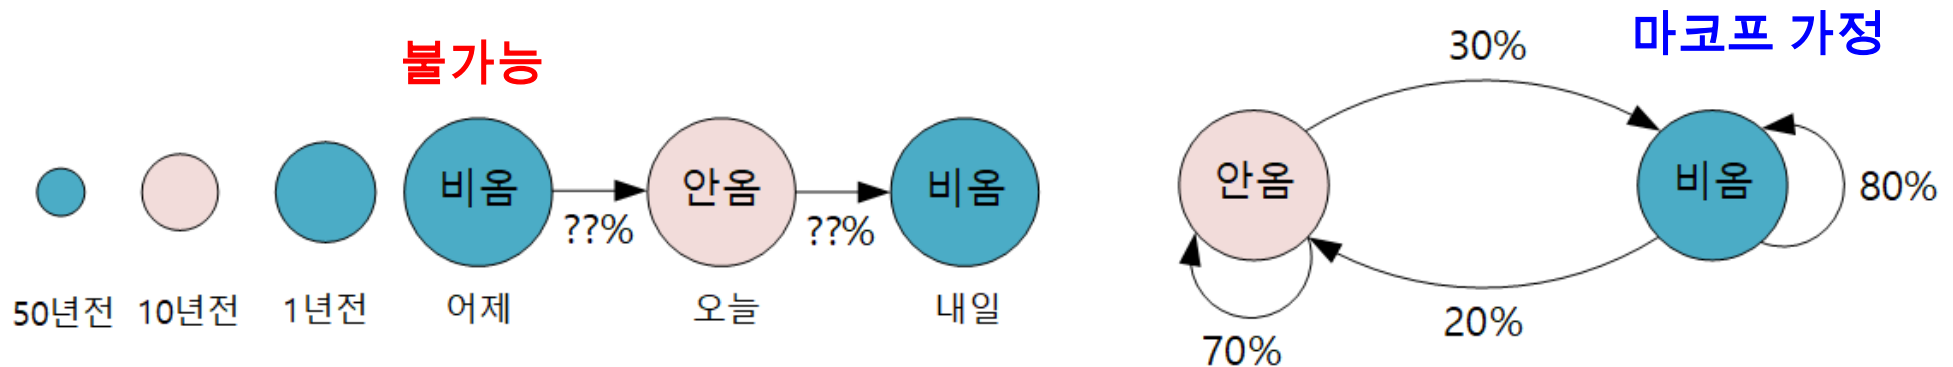 불가능
비옴
안옴
비옴
??%
??%
50년전
10년전
1년전
어제
오늘
내일
마코프 가정
30%
안옴
비옴
80%
20%
70%